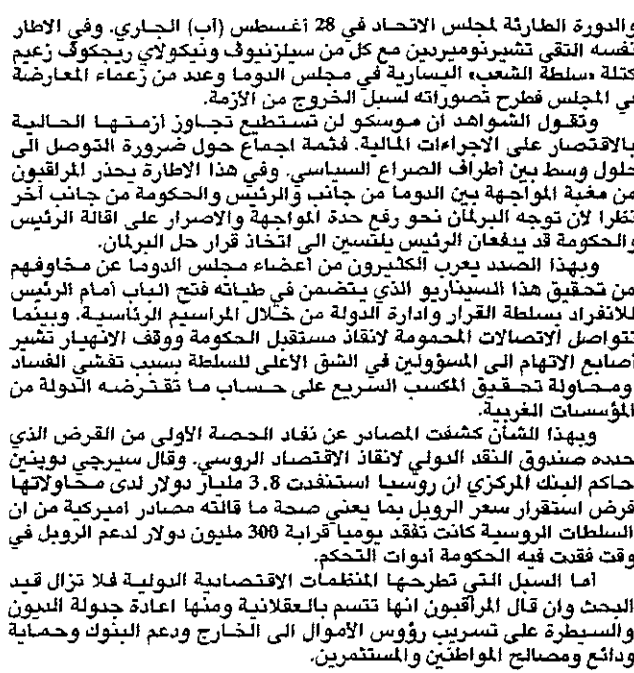 والدورة الطارئة لمجلس الاتحاد في 28 أغسطس (آب) الجاري. وفي الاطار
نفسه التقى تشيرنوميردين مع كل من سيلزنيوف ونيكولاي ريجكوف زعيم
كتلة «سلطة الشعب» اليسارية في مجلس الدوما وعدد من زعماء المعارضة
في المجلس فطرح تصوراته لسبل الخروج من الأزمة.
وتقول الشواهد ان موسكو لن تستطيع تجاوز أزمتها الحالية
بالاقتصار على الاجراءات المالية. فثمة اجماع حول ضرورة التوصل الى
حلول وسط بين أطراف الصراع السياسي. وفي هذا الاطارة يحذر المراقبون
من مغبة المواجهة بين الدوما من جانب والرئيس والحكومة من جانب آخر
نظرا لان توجه البرلمان نحو رفع حدة المواجهة والاصرار على اقالة الرئيس
والحكومة قد يدفعان الرئيس يلتسين الى اتخاذ قرار حل البرلمان.
وبهذا الصدد يعرب الكثيرون من أعضاء مجلس الدوما عن مخاوفهم
من تحقيق هذا السيناريو الذي يتضمن في طياته فتح الباب أمام الرئيس
للانفراد بسلطة القرار وادارة الدولة من خلال المراسيم الرئاسية. وبينما
تتواصل الاتصالات المحمومة لانقاذ مستقبل الحكومة ووقف الانهيار تشير
أصابع الاتهام الى المسؤولين في الشق الأعلى للسلطة بسبب تفشي الفساد
ومحاولة تحقيق المكسب السريع على حساب ما تقترضه الدولة من
المؤسسات الغربية.
وبهذا الشأن كشفت المصادر عن نفاد الحصة الاولى من القرض الذي
حدده صندوق النقد الدولي لانقاذ الاقتصاد الروسي. وقال سيرجي دوبنين
حاكم البنك المركزي ان روسيا استنفدت 3.8 مليار دولار لدى محاولاتها
فرض استقرار سعر الروبل بما يعني صحة ما قالته مصادر اميركية من ان
السلطات الروسية كانت تفقد يوميا قرابة 300 مليون دولار لدعم الروبل في
وقت فقدت فيه الحكومة أدوات التحكم.
أما السبل التي تطرحها المنظمات الاقتصادية الدولية فلا تزال قيد
البحث وان قال المراقبون انها تتسم بالعقلانية ومنها اعادة جدولة الديون
والسيطرة على تسريب رؤوس الأموال الى الخارج ودعم البنوك وحماية
ودائع ومصالح المواطنين والمستثمرين.